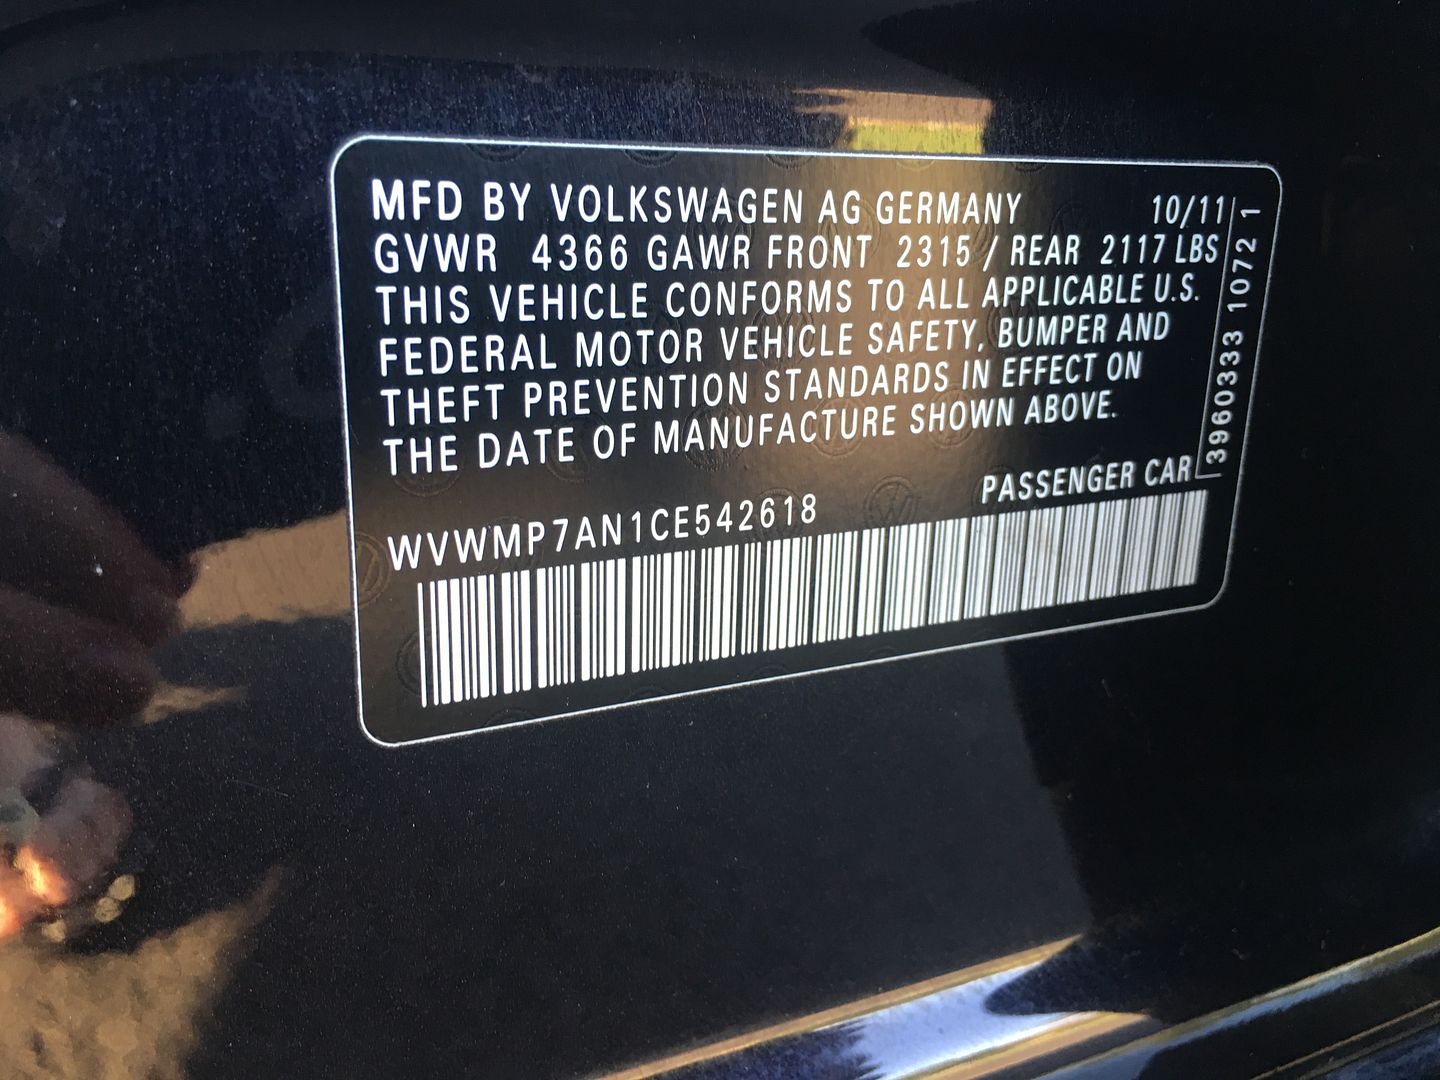 MFD BY VOLKSWAGEN AG GERMANY 10/11
GVWR 4366 GAWR FRONT 2315 / REAR 2117 LBS
THIS VEHICLE CONFORMS TO ALL APPLICABLE U.S.
FEDERAL MOTOR VEHICLE SAFETY, BUMPER AND
THEFT PREVENTION STANDARDS IN EFFECT ON
THE DATE OF MANUFACTURE SHOWN ABOVE.
PASSENGER CAR
WVWMP7AN1CE542618
3960333 1072 1